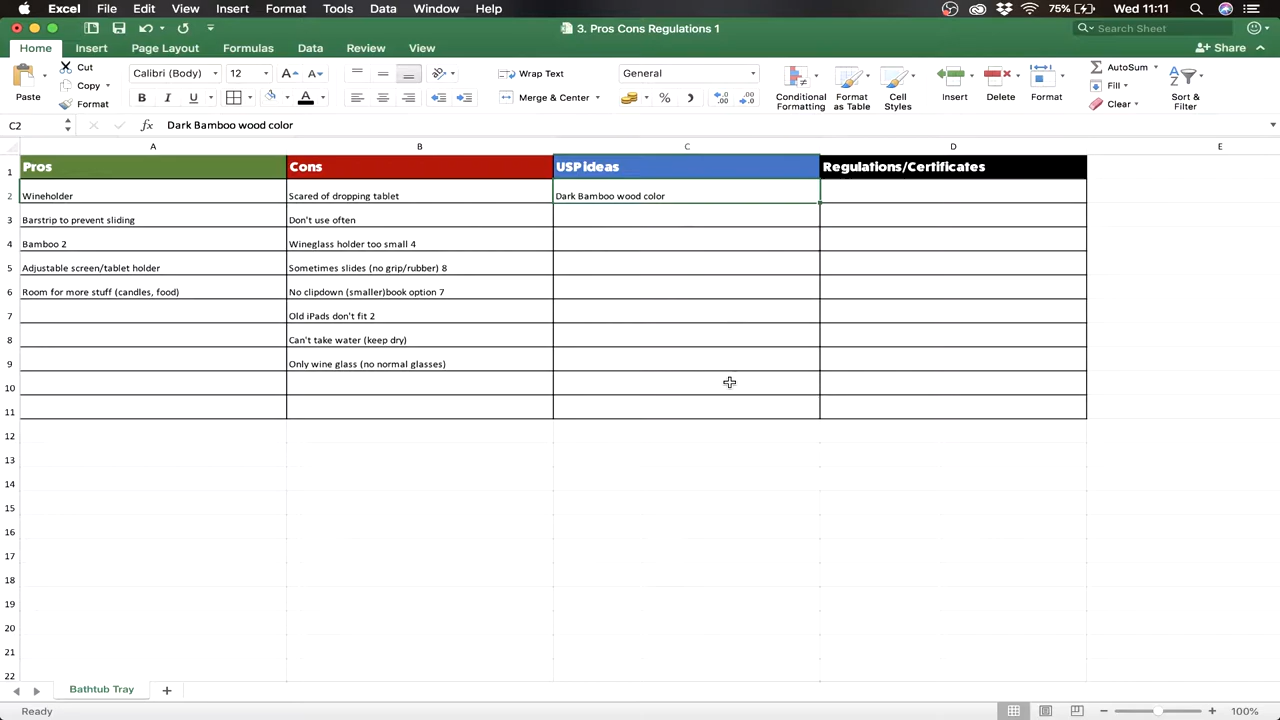 Excel File Edit View Insert Format Tools Data Window Help 75% Wed 11:11
3. Pros Cons Regulations 1
Search Sheet
Home Insert Page Layout Formulas Data Review View Share
Paste Cut Copy Format
Calibri (Body) 12
B I U A
Wrap Text
Merge & Center
General
%
Conditional Formatting
Format as Table
Cell Styles
Insert Delete Format
AutoSum
Fill
Clear
Sort & Filter
C2 fx Dark Bamboo wood color
A B C D E
1 Pros Cons USP ideas Regulations/Certificates
2 Wineholder Scared of dropping tablet Dark Bamboo wood color
3 Barstrip to prevent sliding Don't use often
4 Bamboo 2 Wineglass holder too small 4
5 Adjustable screen/tablet holder Sometimes slides (no grip/rubber) 8
6 Room for more stuff (candles, food) No clipdown (smaller)book option 7
7 Old iPads don't fit 2
8 Can't take water (keep dry)
9 Only wine glass (no normal glasses)
10
11
12
13
14
15
16
17
18
19
20
21
22
Bathtub Tray
Ready 100%